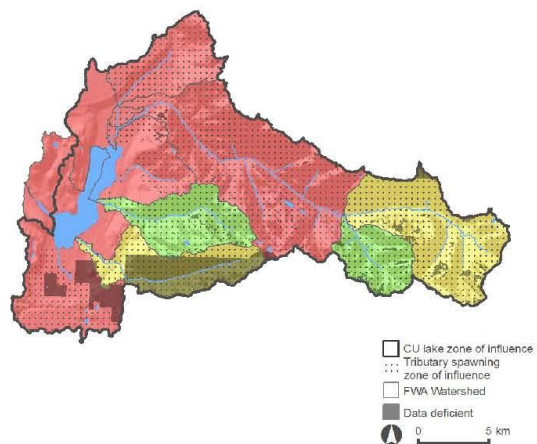 CU lake zone of influence
Tributary spawning
zone of influence
FWA Watershed
Data deficient
0 5 km